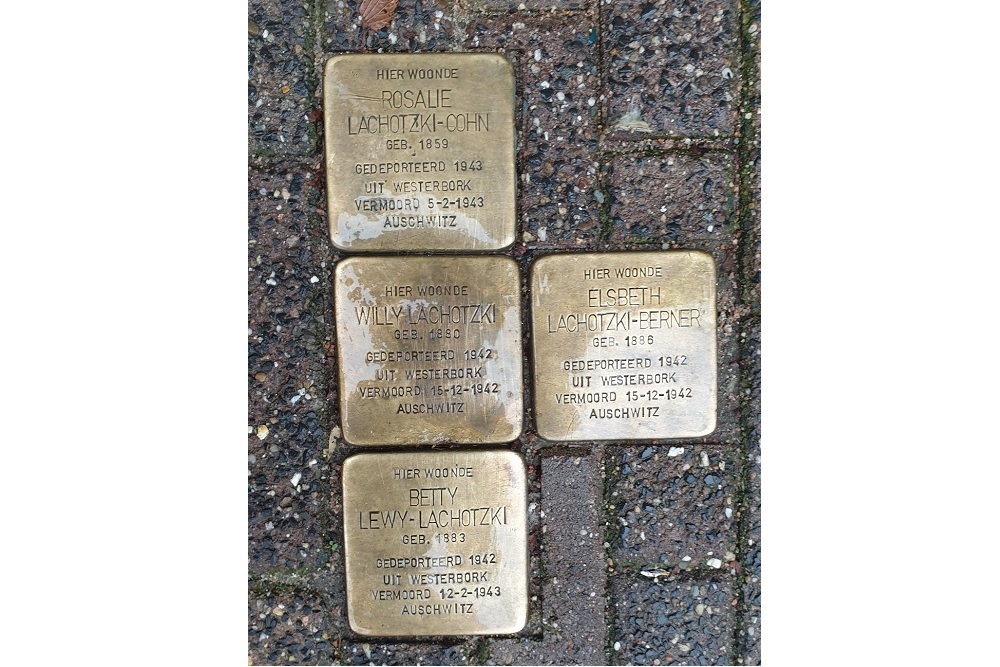 HIER WOONDE
ROSALIE
LACHOTZKI-COHN
GEB. 1859
GEDEPORTEERD 1943
UIT WESTERBORK
VERMOORD 5-2-1943
AUSCHWITZ
HIER WOONDE
WILLY LACHOTZKI
GEB. 1880
GEDEPORTEERD 1942
UIT WESTERBORK
VERMOORD 15-12-1942
AUSCHWITZ
HIER WOONDE
ELSBETH
LACHOTZKI-BERNER
GEB. 1886
GEDEPORTEERD 1942
UIT WESTERBORK
VERMOORD 15-12-1942
AUSCHWITZ
HIER WOONDE
BETTY
LEWY-LACHOTZKI
GEB. 1883
GEDEPORTEERD 1942
UIT WESTERBORK
VERMOORD 12-2-1943
AUSCHWITZ